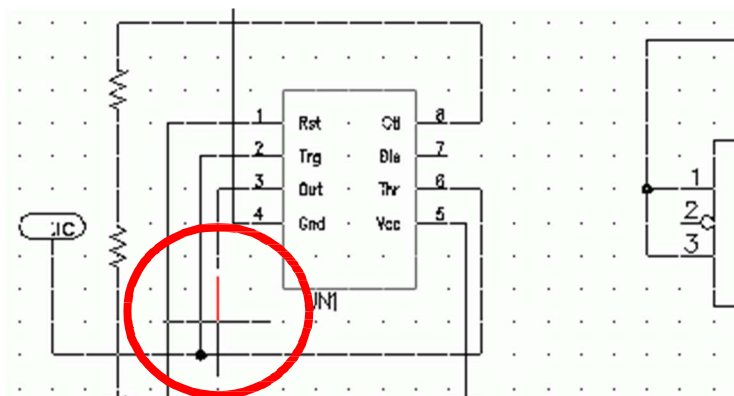 1 Rst Ctl 8
2 Trg Dis 7
3 Out Thr 6
4 Gnd Vcc 5
UN1
1
2
3